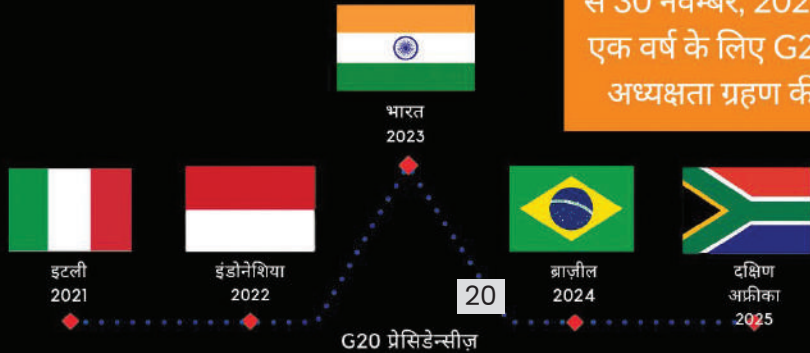 से 30 नवम्बर, 202
एक वर्ष के लिए G2
अध्यक्षता ग्रहण की
भारत
2023
इटली
2021
इंडोनेशिया
2022
ब्राज़ील
2024
दक्षिण
अफ्रीका
2025
20
G20 प्रेसिडेन्सीज़